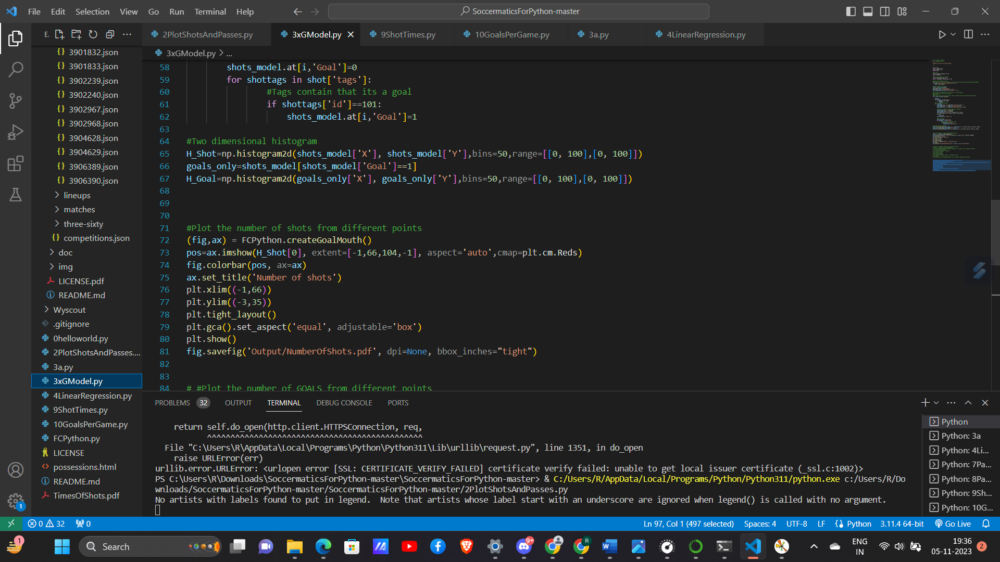 File Edit Selection View Go Run Terminal Help
SoccermaticsForPython-master
E.
2PlotShotsAndPasses.py
3xGModel.py
9ShotTimes.py
10GoalsPerGame.py
3a.py
4LinearRegression.py
3xGModel.py > ...
3901832.json
3901833.json
3902239.json
3902240.json
3902967.json
3902968.json
3904628.json
3904629.json
3906389.json
3906390.json
lineups
matches
three-sixty
competitions.json
doc
img
LICENSE.pdf
README.md
Wyscout
.gitignore
0helloworld.py
2PlotShotsAndPasses....
3a.py
3xGModel.py
4LinearRegression.py
9ShotTimes.py
10GoalsPerGame.py
FCPython.py
LICENSE
possessions.html
README.md
TimesOfShots.pdf
58 shots_model.at[i,'Goal']=0
59 for shottags in shot['tags']:
60 #Tags contain that its a goal
61 if shottags['id']==101:
62 shots_model.at[i,'Goal']=1
63
64 #Two dimensional histogram
65 H_Shot=np.histogram2d(shots_model['X'], shots_model['Y'],bins=50,range=[[0, 100],[0, 100]])
66 goals_only=shots_model[shots_model['Goal']==1]
67 H_Goal=np.histogram2d(goals_only['X'], goals_only['Y'],bins=50,range=[[0, 100],[0, 100]])
68
69
70
71 #Plot the number of shots from different points
72 (fig,ax) = FCPython.createGoalMouth()
73 pos=ax.imshow(H_Shot[0], extent=[-1,66,104,-1], aspect='auto',cmap=plt.cm.Reds)
74 fig.colorbar(pos, ax=ax)
75 ax.set_title('Number of shots')
76 plt.xlim((-1,66))
77 plt.ylim((-3,35))
78 plt.tight_layout()
79 plt.gca().set_aspect('equal', adjustable='box')
80 plt.show()
81 fig.savefig('Output/NumberOfShots.pdf', dpi=None, bbox_inches="tight")
82
83
84 # #Plot the number of GOALS from different points
PROBLEMS 32 OUTPUT TERMINAL DEBUG CONSOLE PORTS
return self.do_open(http.client.HTTPSConnection, req,
^^^^^^^^^^^^^^^^^^^^^^^^^^^^^^^^^^^^^^^^^^^^^^
File "C:\Users\R\AppData\Local\Programs\Python\Python311\Lib\urllib\request.py", line 1351, in do_open
raise URLError(err)
urllib.error.URLError: <urlopen error [SSL: CERTIFICATE_VERIFY_FAILED] certificate verify failed: unable to get local issuer certificate (_ssl.c:1002)>
PS C:\Users\R\Downloads\SoccermaticsForPython-master\SoccermaticsForPython-master> & C:/Users/R/AppData/Local/Programs/Python/Python311/python.exe c:/Users/R/Do
wnloads/SoccermaticsForPython-master/SoccermaticsForPython-master/2PlotShotsAndPasses.py
No artists with labels found to put in legend.  Note that artists whose label start with an underscore are ignored when legend() is called with no argument.
Python
Python: 3a
Python: 4Li...
Python: 7Pa...
Python: 8Pa...
Python: 9Sh...
Python: 10G...
1
0 32 0
Ln 97, Col 1 (497 selected) Spaces: 4 UTF-8 LF Python 3.11.4 64-bit Go Live
1
Search
9+
R
ENG
IN
19:36
05-11-2023
2